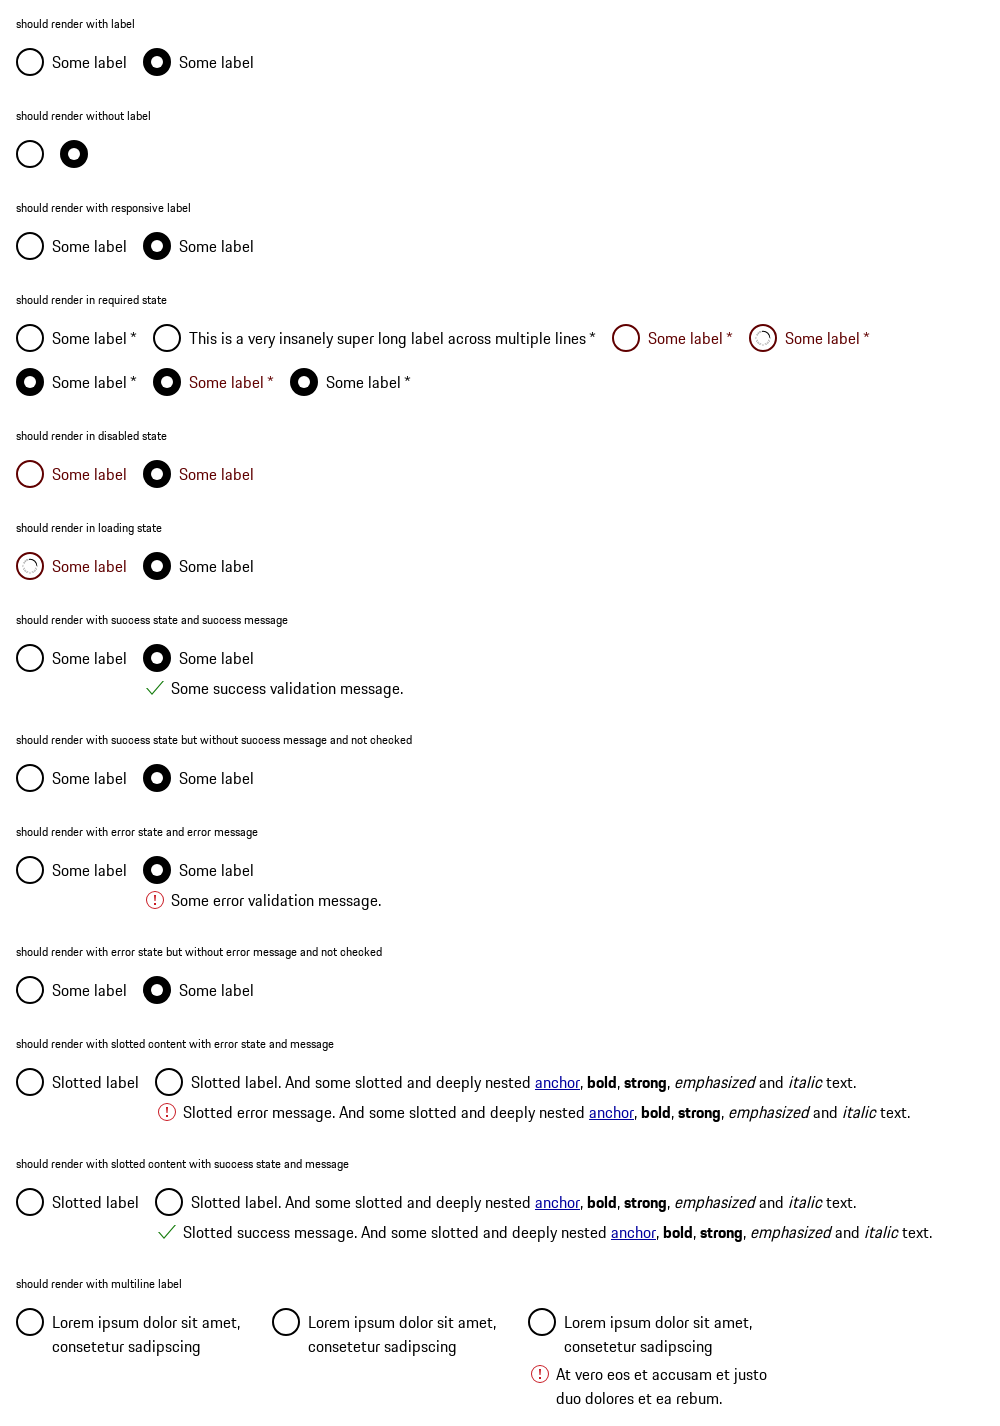 should render with label
Some label Some label
should render without label
should render with responsive label
Some label Some label
should render in required state
Some label * This is a very insanely super long label across multiple lines * Some label * Some label *
Some label * Some label * Some label *
should render in disabled state
Some label Some label
should render in loading state
Some label Some label
should render with success state and success message
Some label Some label
Some success validation message.
should render with success state but without success message and not checked
Some label Some label
should render with error state and error message
Some label Some label
Some error validation message.
should render with error state but without error message and not checked
Some label Some label
should render with slotted content with error state and message
Slotted label Slotted label. And some slotted and deeply nested anchor, bold, strong, emphasized and italic text.
Slotted error message. And some slotted and deeply nested anchor, bold, strong, emphasized and italic text.
should render with slotted content with success state and message
Slotted label Slotted label. And some slotted and deeply nested anchor, bold, strong, emphasized and italic text.
Slotted success message. And some slotted and deeply nested anchor, bold, strong, emphasized and italic text.
should render with multiline label
Lorem ipsum dolor sit amet, Lorem ipsum dolor sit amet, Lorem ipsum dolor sit amet,
consetetur sadipscing consetetur sadipscing consetetur sadipscing
At vero eos et accusam et justo
duo dolores et ea rebum.